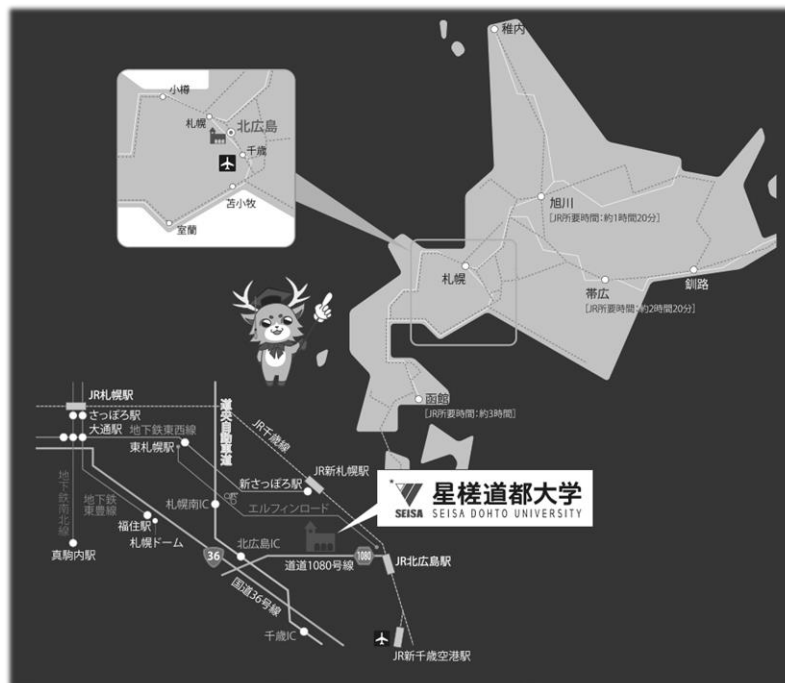 稚内
小樽
札幌
北広島
千歳
苫小牧
室蘭
旭川
[JR所要時間:約1時間20分]
札幌
帯広
[JR所要時間:約2時間20分]
釧路
函館
[JR所要時間:約3時間]
JR札幌駅
さっぽろ駅
大通駅
地下鉄東西線
東札幌駅
道央自動車道
JR千歳線
JR新札幌駅
新さっぽろ駅
札幌南IC
エルフィンロード
地下鉄南北線
地下鉄
東豊線
福住駅
札幌ドーム
真駒内駅
36
北広島IC
道道1080号線
1080
JR北広島駅
国道36号線
千歳IC
JR新千歳空港駅
SEISA
星槎道都大学
SEISA DOHTO UNIVERSITY